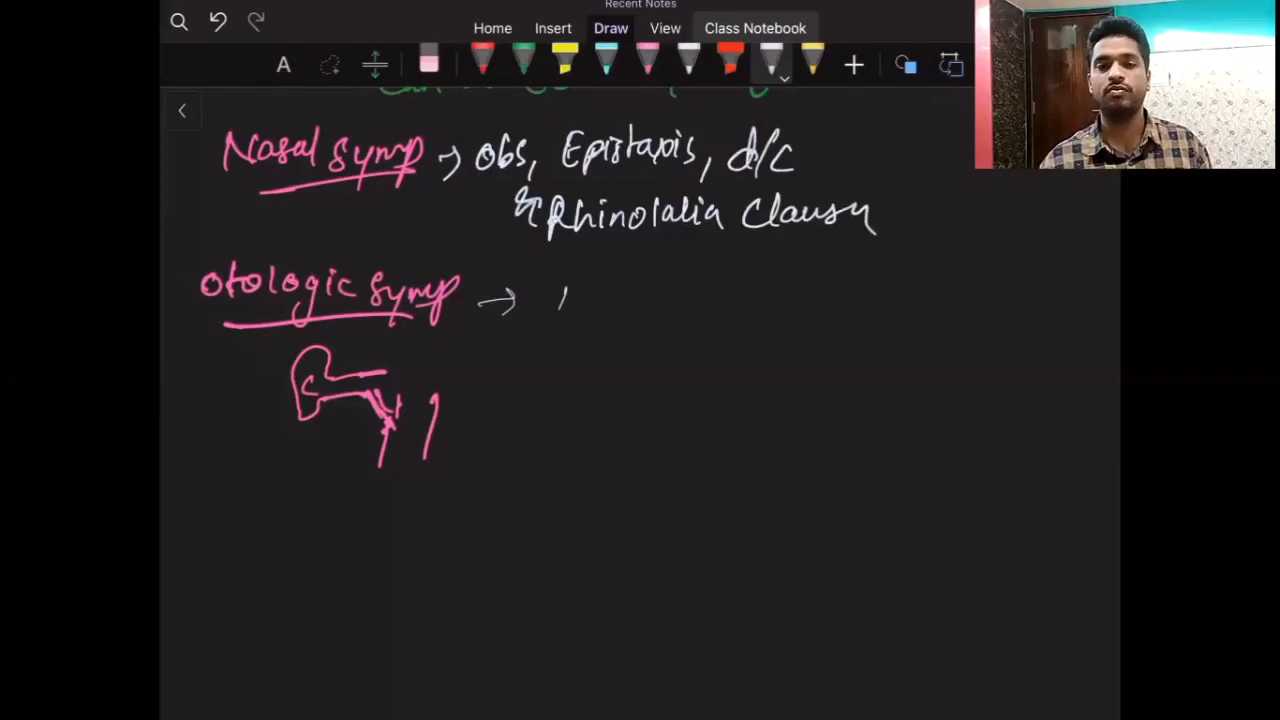 Recent Notes
Home Insert Draw View Class Notebook
A
Nasal Symp → Obs, Epistaxis, d/c
& Rhinolalia Clausa
Otologic Symp →